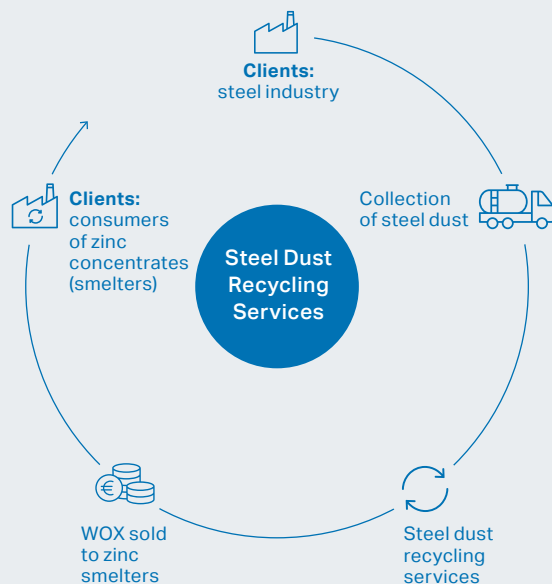 Clients:
steel industry
Collection
of steel dust
Steel dust
recycling
services
WOX sold
to zinc
smelters
€
Clients:
consumers
of zinc
concentrates
(smelters)
Steel Dust
Recycling
Services